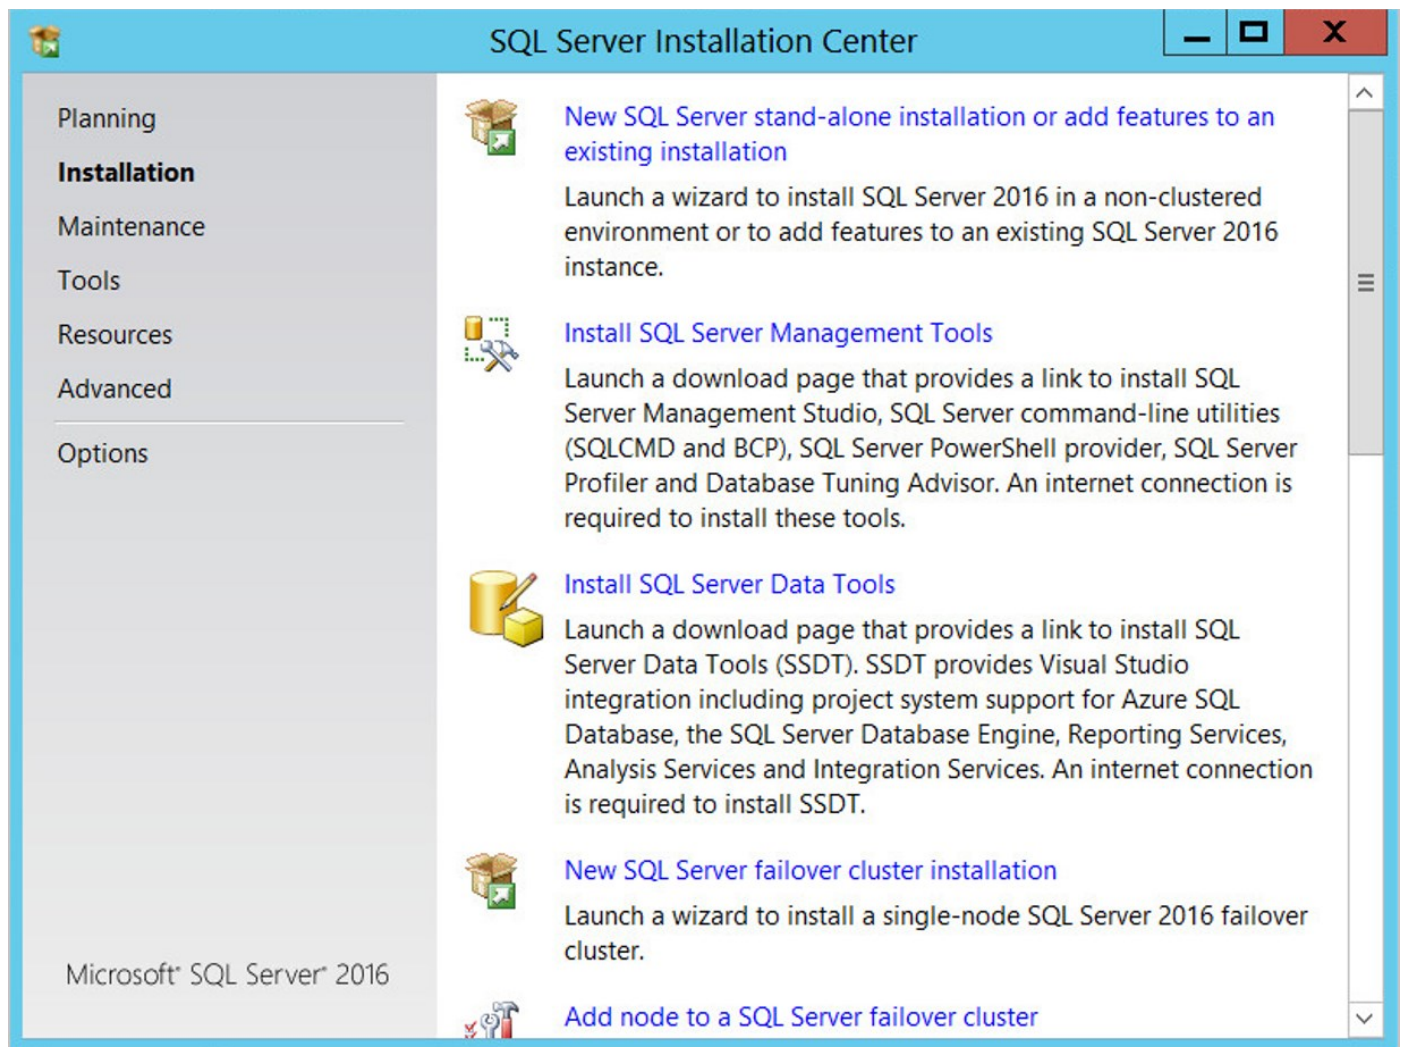 SQL Server Installation Center
Planning
Installation
Maintenance
Tools
Resources
Advanced
Options
Microsoft® SQL Server® 2016
New SQL Server stand-alone installation or add features to an
existing installation
Launch a wizard to install SQL Server 2016 in a non-clustered
environment or to add features to an existing SQL Server 2016
instance.
Install SQL Server Management Tools
Launch a download page that provides a link to install SQL
Server Management Studio, SQL Server command-line utilities
(SQLCMD and BCP), SQL Server PowerShell provider, SQL Server
Profiler and Database Tuning Advisor. An internet connection is
required to install these tools.
Install SQL Server Data Tools
Launch a download page that provides a link to install SQL
Server Data Tools (SSDT). SSDT provides Visual Studio
integration including project system support for Azure SQL
Database, the SQL Server Database Engine, Reporting Services,
Analysis Services and Integration Services. An internet connection
is required to install SSDT.
New SQL Server failover cluster installation
Launch a wizard to install a single-node SQL Server 2016 failover
cluster.
Add node to a SQL Server failover cluster